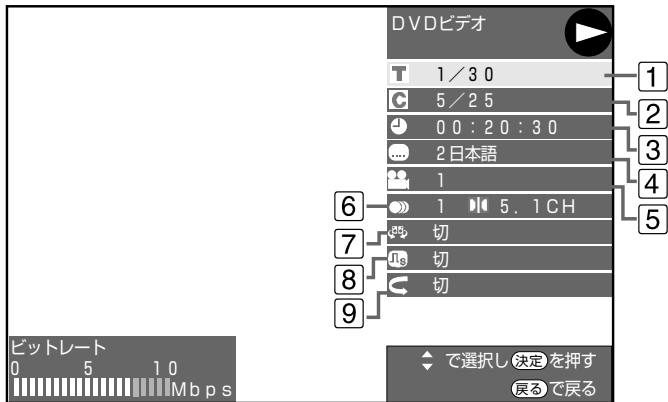 DVDビデオ
T 1/30
C 5/25
00:20:30
.... 2日本語
1
1 5.1CH
切
S 切
切
1
2
3
4
5
6
7
8
9
ビットレート
0 5 10
Mbps
で選択し 決定 を押す
戻る で戻る